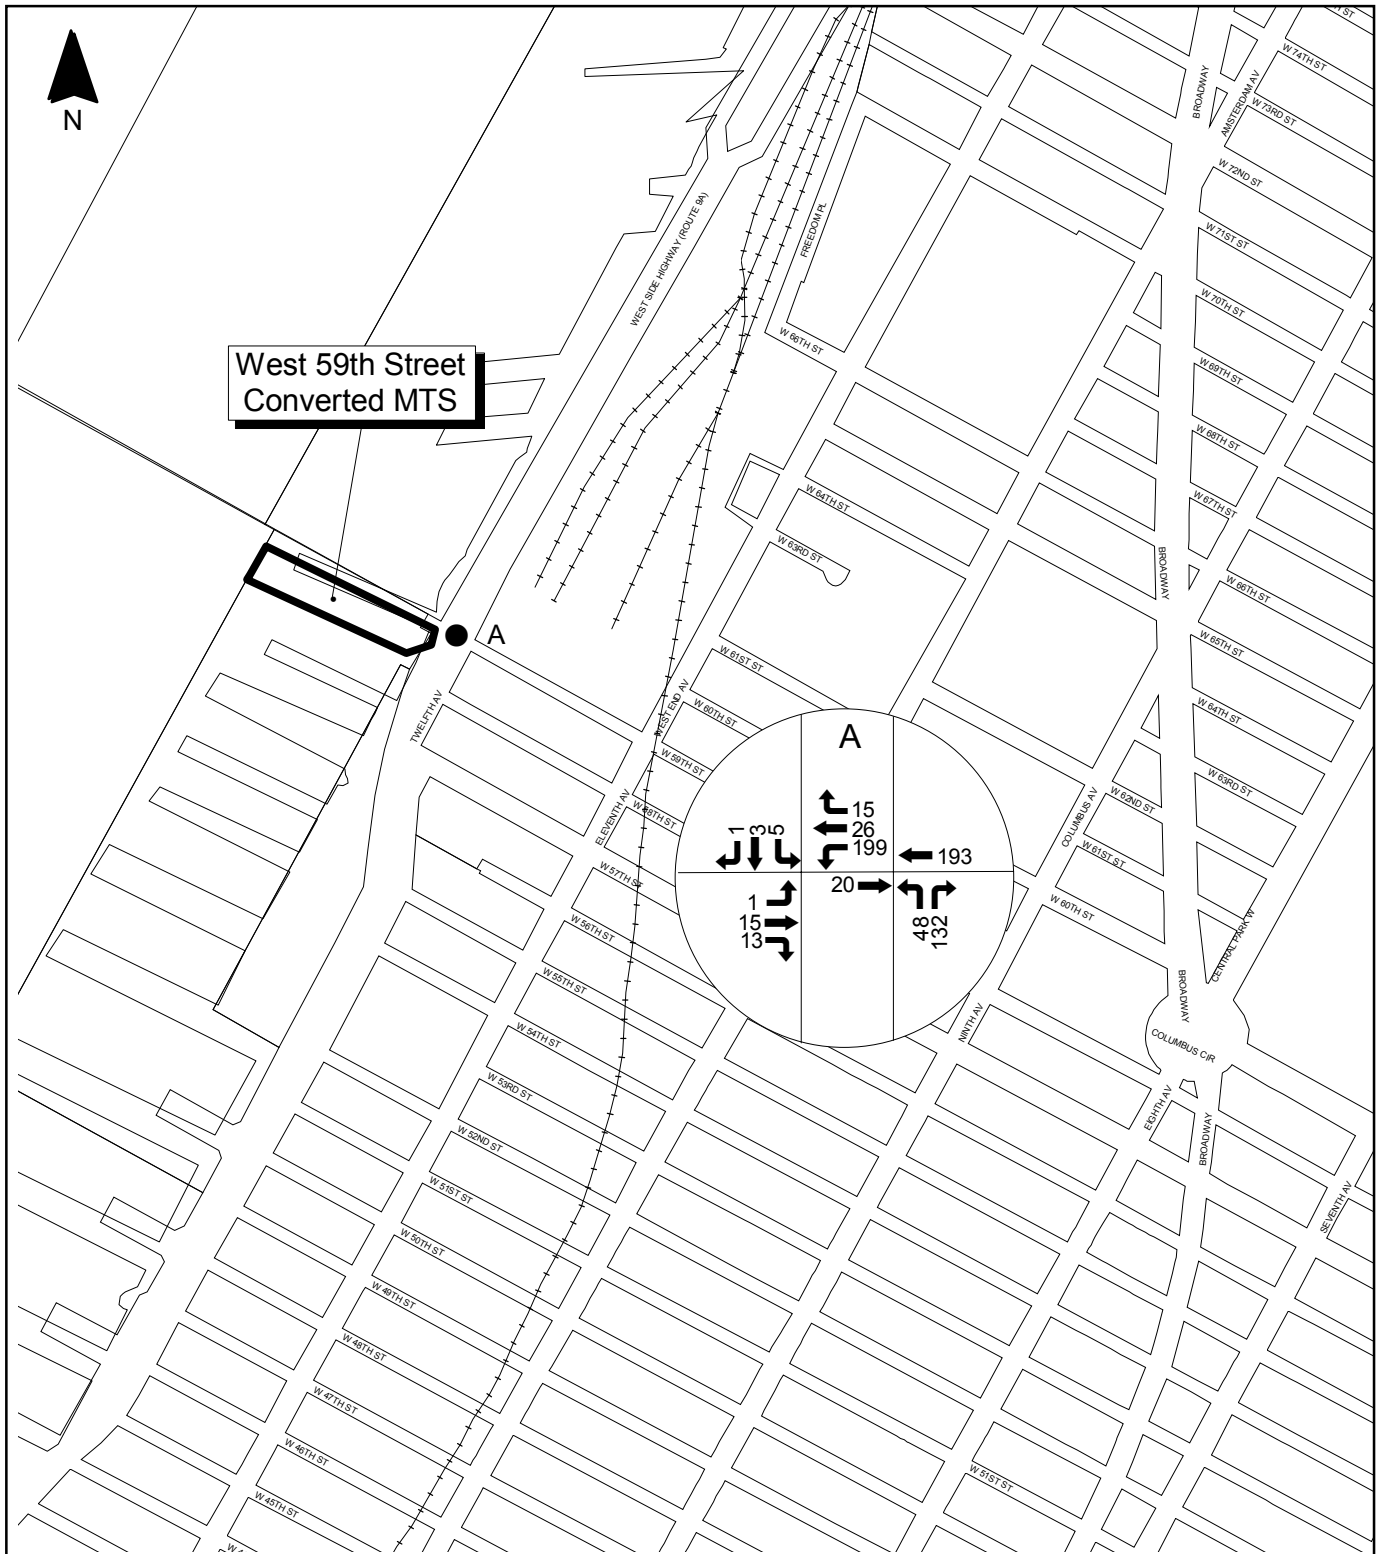 N
West 59th Street
Converted MTS
A
A
15
26
199
193
1
3
5
1
15
13
20
48
132
BROADWAY
AMSTERDAM AV
W 74TH ST
W 73RD ST
W 72ND ST
W 71ST ST
W 70TH ST
W 69TH ST
W 68TH ST
W 67TH ST
W 66TH ST
W 65TH ST
W 64TH ST
W 63RD ST
WEST SIDE HIGHWAY (ROUTE 9A)
FREEDOM PL
W 66TH ST
W 64TH ST
W 63RD ST
BROADWAY
W 61ST ST
WEST END AV
W 60TH ST
W 59TH ST
W 58TH ST
TWELFTH AV
ELEVENTH AV
W 57TH ST
W 56TH ST
W 55TH ST
W 54TH ST
W 53RD ST
W 52ND ST
W 51ST ST
W 50TH ST
W 49TH ST
W 48TH ST
W 47TH ST
W 46TH ST
W 45TH ST
COLUMBUS AV
W 62ND ST
W 61ST ST
W 60TH ST
CENTRAL PARK W
BROADWAY
COLUMBUS CIR
NINTH AV
EIGHTH AV
BROADWAY
SEVENTH AV
W 51ST ST